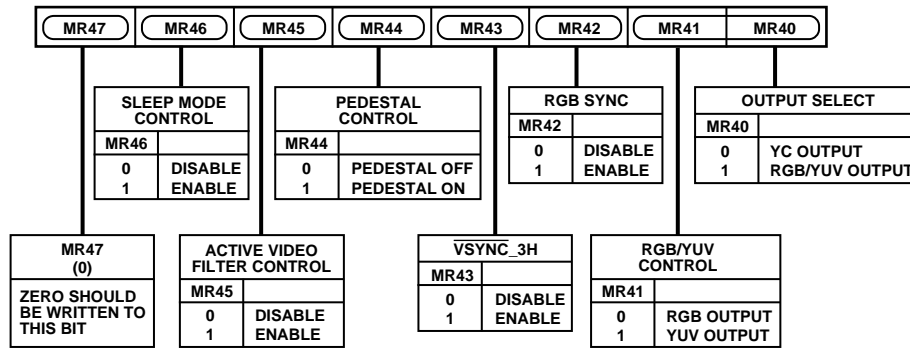 MR47 MR46 MR45 MR44 MR43 MR42 MR41 MR40
SLEEP MODE
CONTROL
MR46
0 DISABLE
1 ENABLE
PEDESTAL
CONTROL
MR44
0 PEDESTAL OFF
1 PEDESTAL ON
RGB SYNC
MR42
0 DISABLE
1 ENABLE
OUTPUT SELECT
MR40
0 YC OUTPUT
1 RGB/YUV OUTPUT
MR47
(0)
ZERO SHOULD
BE WRITTEN TO
THIS BIT
ACTIVE VIDEO
FILTER CONTROL
MR45
0 DISABLE
1 ENABLE
VSYNC_3H
MR43
0 DISABLE
1 ENABLE
RGB/YUV
CONTROL
MR41
0 RGB OUTPUT
1 YUV OUTPUT